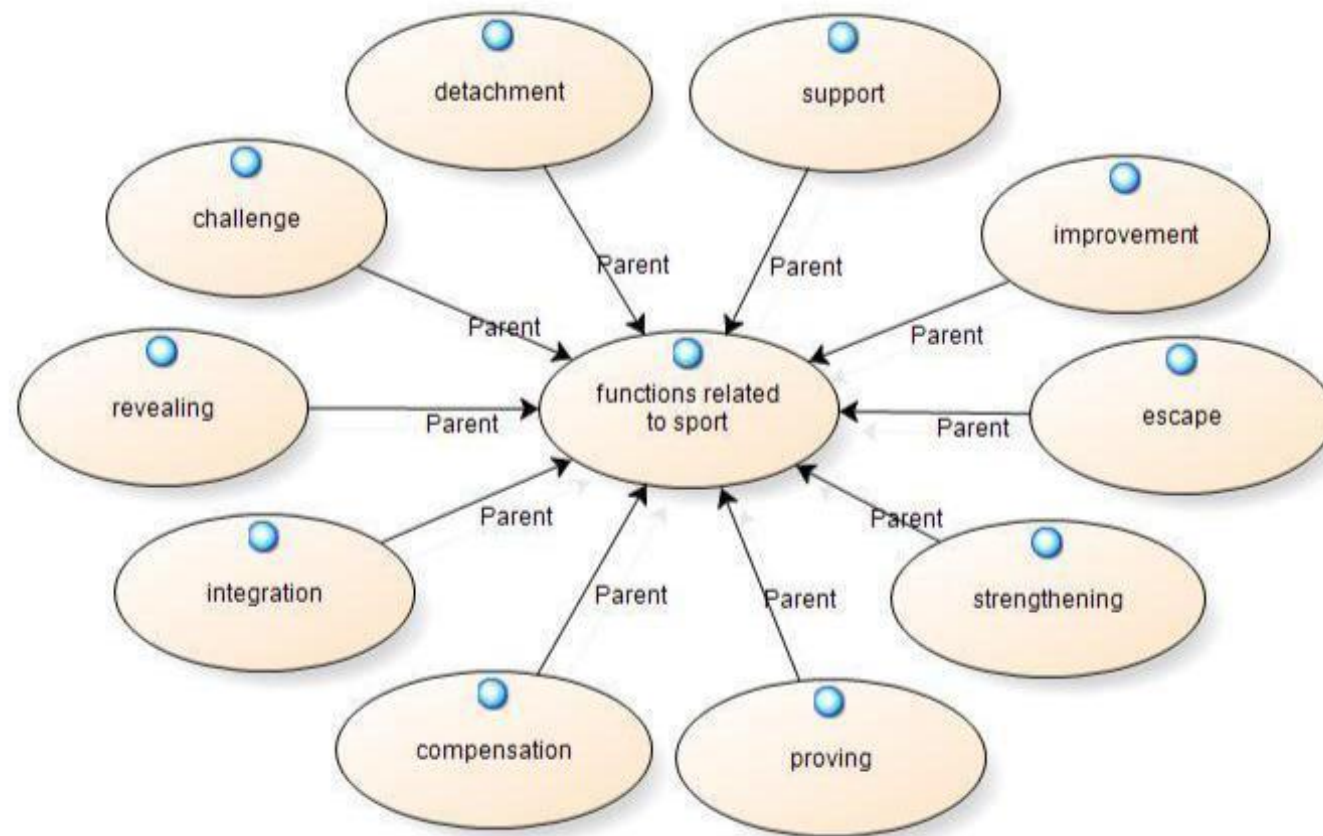 detachment
support
challenge
improvement
Parent
Parent
Parent
Parent
revealing
functions related
to sport
escape
Parent
Parent
Parent
Parent
integration
strengthening
Parent
Parent
compensation
proving